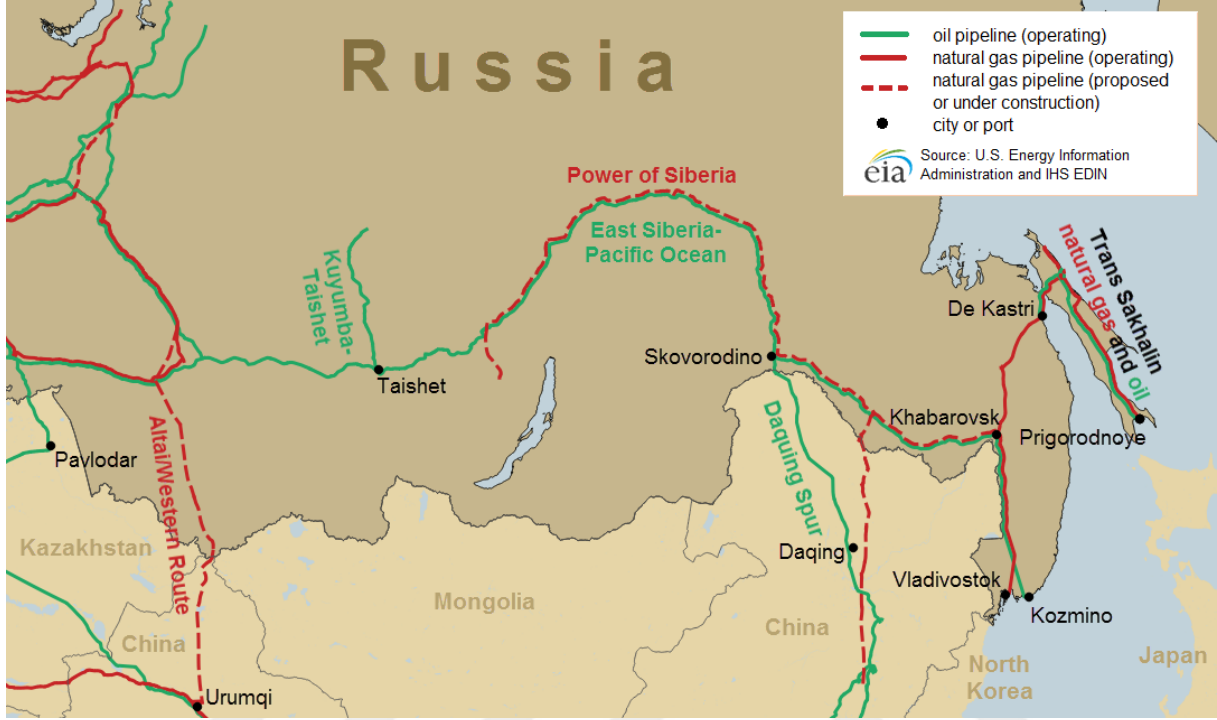 Russia
oil pipeline (operating)
natural gas pipeline (operating)
natural gas pipeline (proposed
or under construction)
city or port
eia
Source: U.S. Energy Information
Administration and IHS EDIN
Power of Siberia
East Siberia-
Pacific Ocean
Kuyumba-
Taishet
Taishet
Skovorodino
De Kastri
Trans Sakhalin
natural gas and oil
Khabarovsk
Prigorodnoye
Pavlodar
Altai/Western Route
Daquing Spur
Daqing
Kazakhstan
Mongolia
China
China
Vladivostok
Kozmino
North
Korea
Japan
Urumqi